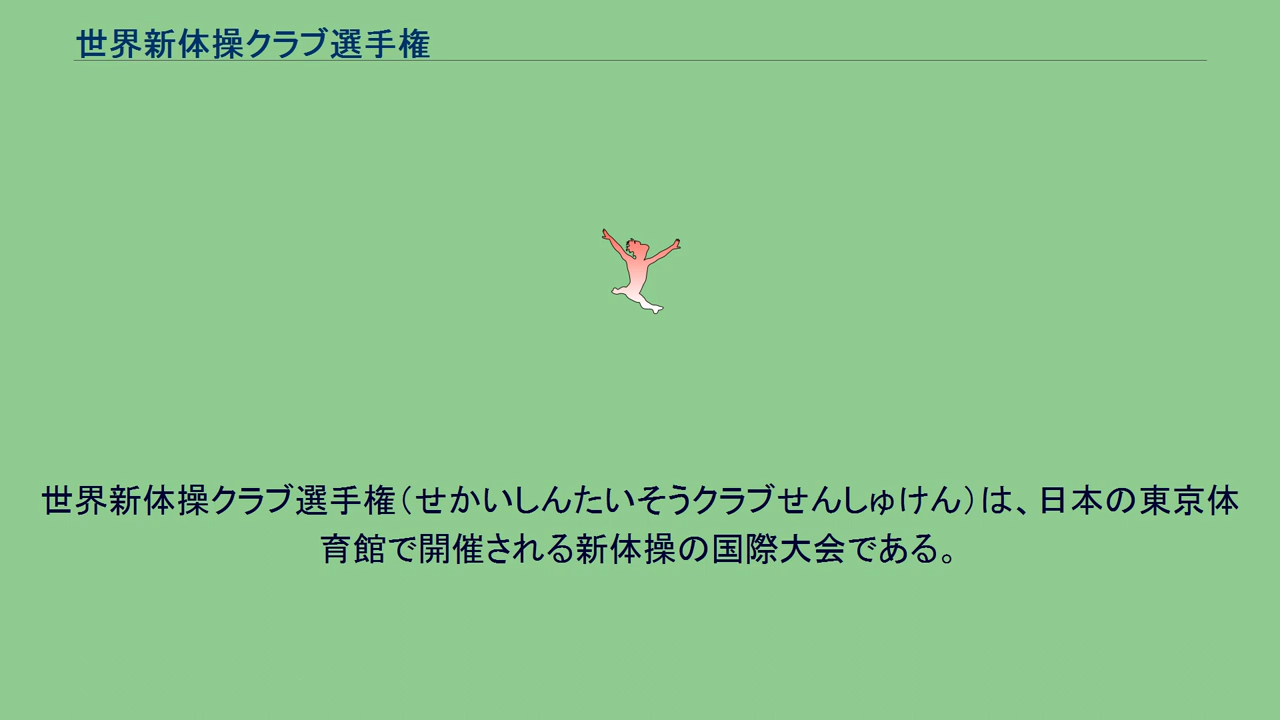 世界新体操クラブ選手権
世界新体操クラブ選手権(せかいしんたいそうクラブせんしゅけん)は、日本の東京体
育館で開催される新体操の国際大会である。